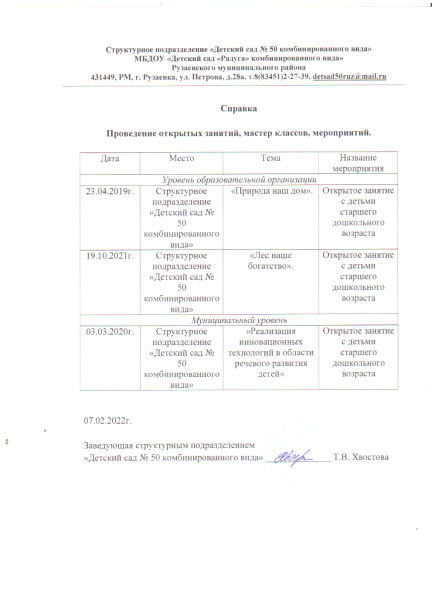 Структурное подразделение «Детский сад № 50 комбинированного вида»
МБДОУ «Детский сад «Радуга» комбинированного вида»
Рузаевского муниципального района
431449, РМ, г. Рузаевка, ул. Петрова, д.28а, т.8(83451)2-27-39, detsad50ruz@mail.ru
Справка
Проведение открытых занятий, мастер классов, мероприятий.
Дата Место Тема Название
мероприятия
Уровень образовательной организации
23.04.2019г. Структурное «Природа наш дом». Открытое занятие
подразделение с детьми
«Детский сад № старшего
50 дошкольного
комбинированного возраста
вида»
19.10.2021г. Структурное «Лес наше Открытое занятие
подразделение богатство». с детьми
«Детский сад № старшего
50 дошкольного
комбинированного возраста
вида»
Муниципальный уровень
03.03.2020г. Структурное «Реализация Открытое занятие
подразделение инновационных с детьми
«Детский сад № технологий в области старшего
50 речевого развития дошкольного
комбинированного детей» возраста
вида»
07.02.2022г.
Заведующая структурным подразделением
«Детский сад № 50 комбинированного вида» Т.В. Хвостова